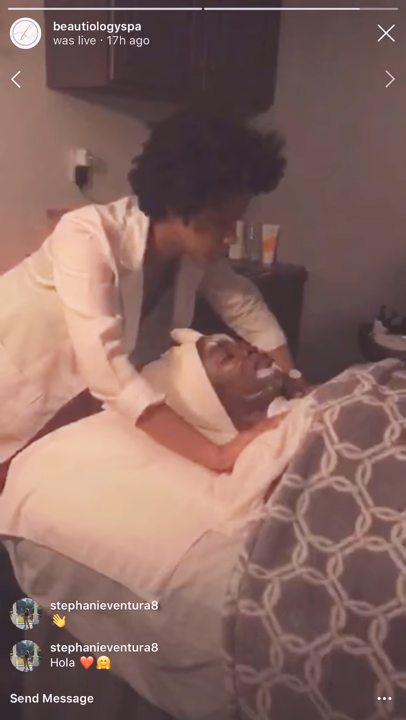 beautiologyspa
was live · 17h ago
stephanieventura8
👋
stephanieventura8
Hola ❤️🤗
Send Message